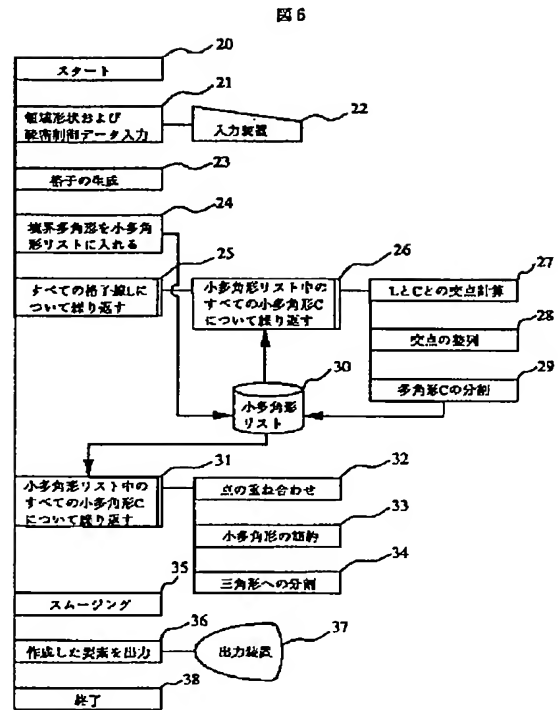 図6
20
スタート
21
領域形状および
疎密制御データ入力
22
入力装置
23
格子の生成
24
境界多角形を小多角
形リストに入れる
25
すべての格子線Lに
ついて繰り返す
26
小多角形リスト中の
すべての小多角形C
について繰り返す
27
LとCとの交点計算
28
交点の整列
29
多角形Cの分割
30
小多角形
リスト
31
小多角形リスト中の
すべての小多角形C
について繰り返す
32
点の重ね合わせ
33
小多角形の節約
34
三角形への分割
35
スムージング
36
作成した要素を出力
37
出力装置
38
終了